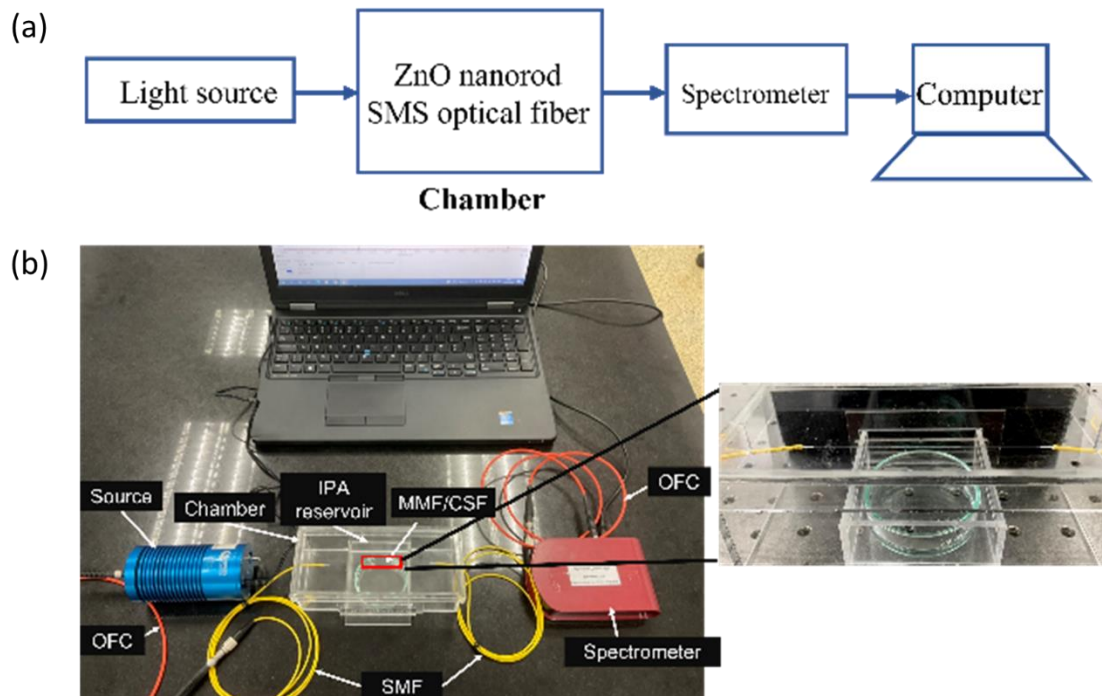 (a)
Light source
ZnO nanorod
SMS optical fiber
Spectrometer
Computer
Chamber
(b)
Source
Chamber
IPA
reservoir
MMF/CSF
OFC
OFC
SMF
Spectrometer